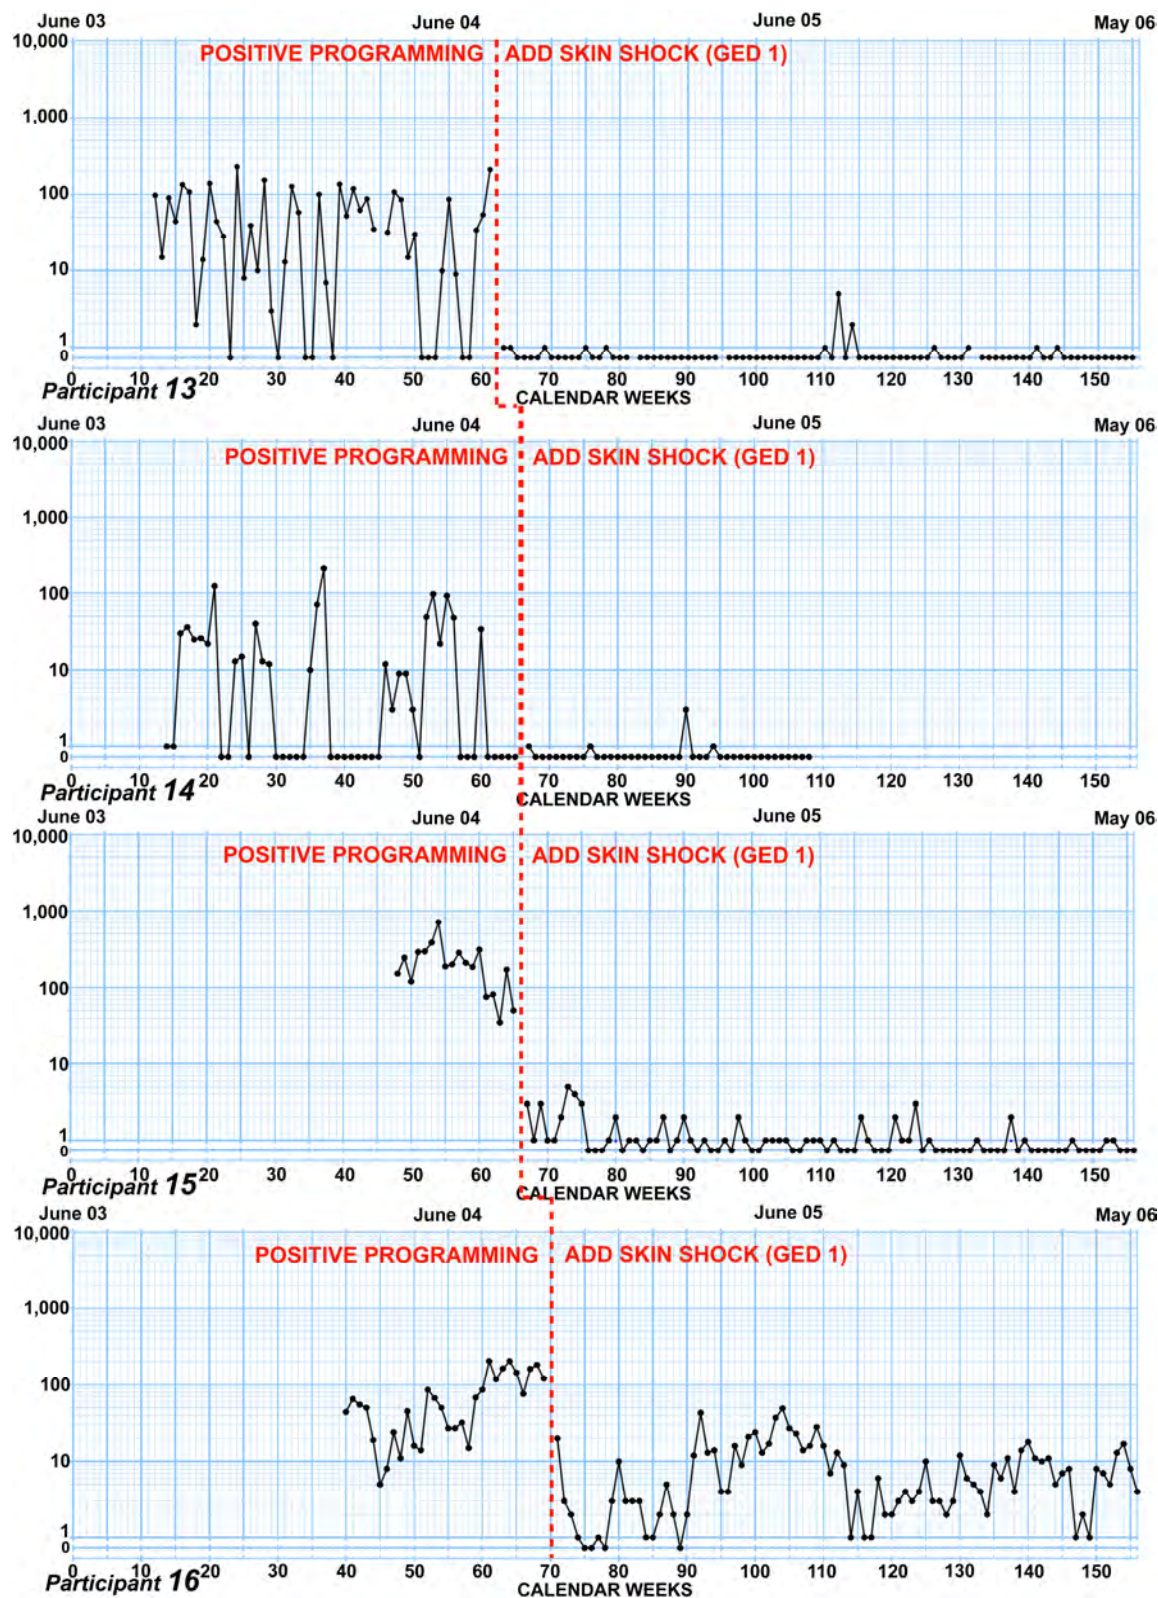 June 03 June 04 June 05 May 06
10,000
POSITIVE PROGRAMMING ADD SKIN SHOCK (GED 1)
1,000
100
10
1
0
0 10 20 30 40 50 60 70 80 90 100 110 120 130 140 150
Participant 13 CALENDAR WEEKS
June 03 June 04 June 05 May 06
10,000
POSITIVE PROGRAMMING ADD SKIN SHOCK (GED 1)
1,000
100
10
1
0
0 10 20 30 40 50 60 70 80 90 100 110 120 130 140 150
Participant 14 CALENDAR WEEKS
June 03 June 04 June 05 May 06
10,000
POSITIVE PROGRAMMING ADD SKIN SHOCK (GED 1)
1,000
100
10
1
0
0 10 20 30 40 50 60 70 80 90 100 110 120 130 140 150
Participant 15 CALENDAR WEEKS
June 03 June 04 June 05 May 06
10,000
POSITIVE PROGRAMMING ADD SKIN SHOCK (GED 1)
1,000
100
10
1
0
0 10 20 30 40 50 60 70 80 90 100 110 120 130 140 150
Participant 16 CALENDAR WEEKS